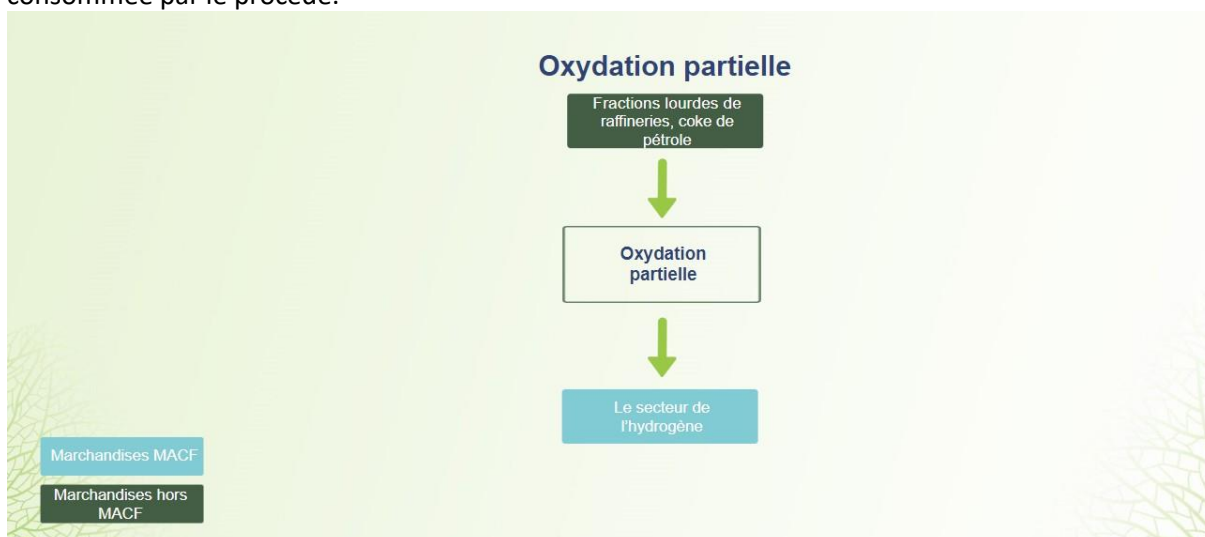 consommée par le procédé.
Oxydation partielle
Fractions lourdes de
raffineries, coke de
pétrole
Oxydation
partielle
Le secteur de
l'hydrogène
Marchandises MACF
Marchandises hors
MACF